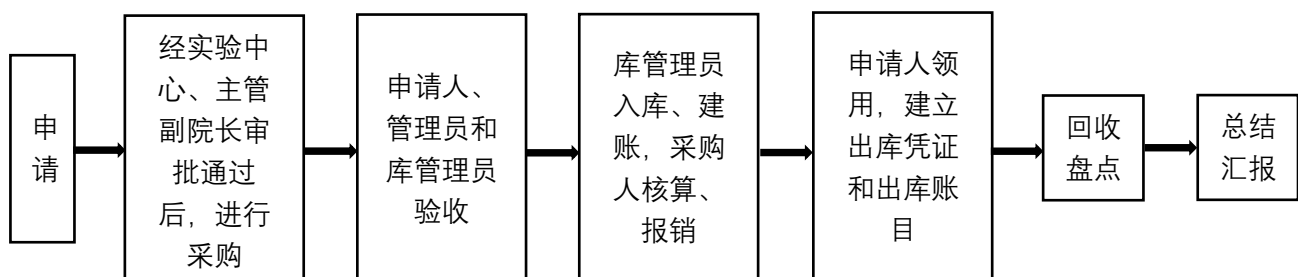 申
请
经实验中
心、主管
副院长审
批通过
后，进行
采购
申请人、
管理员和
库管理员
验收
库管理员
入库、建
账，采购
人核算、
报销
申请人领
用，建立
出库凭证
和出库账
目
回收
盘点
总结
汇报